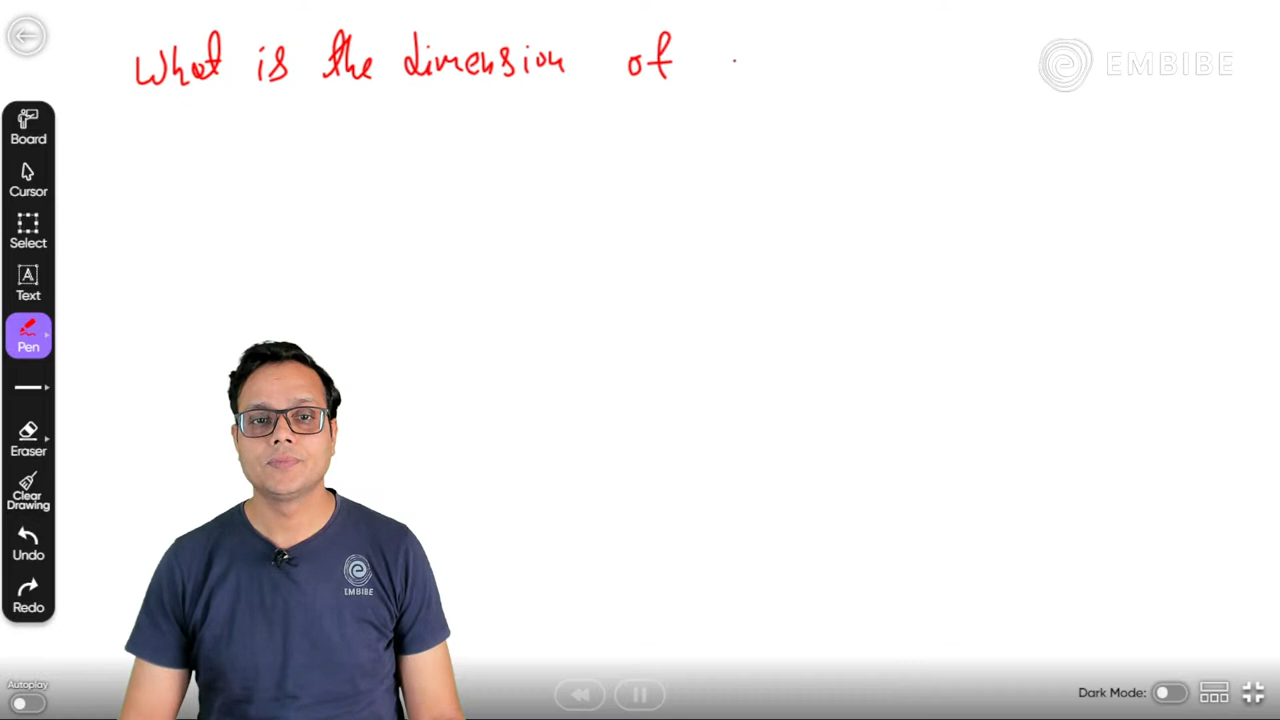 What is the dimension of
EMBIBE
Board
Cursor
Select
Text
Pen
Eraser
Clear
Drawing
Undo
Redo
EMBIBE
Autoplay
Dark Mode: